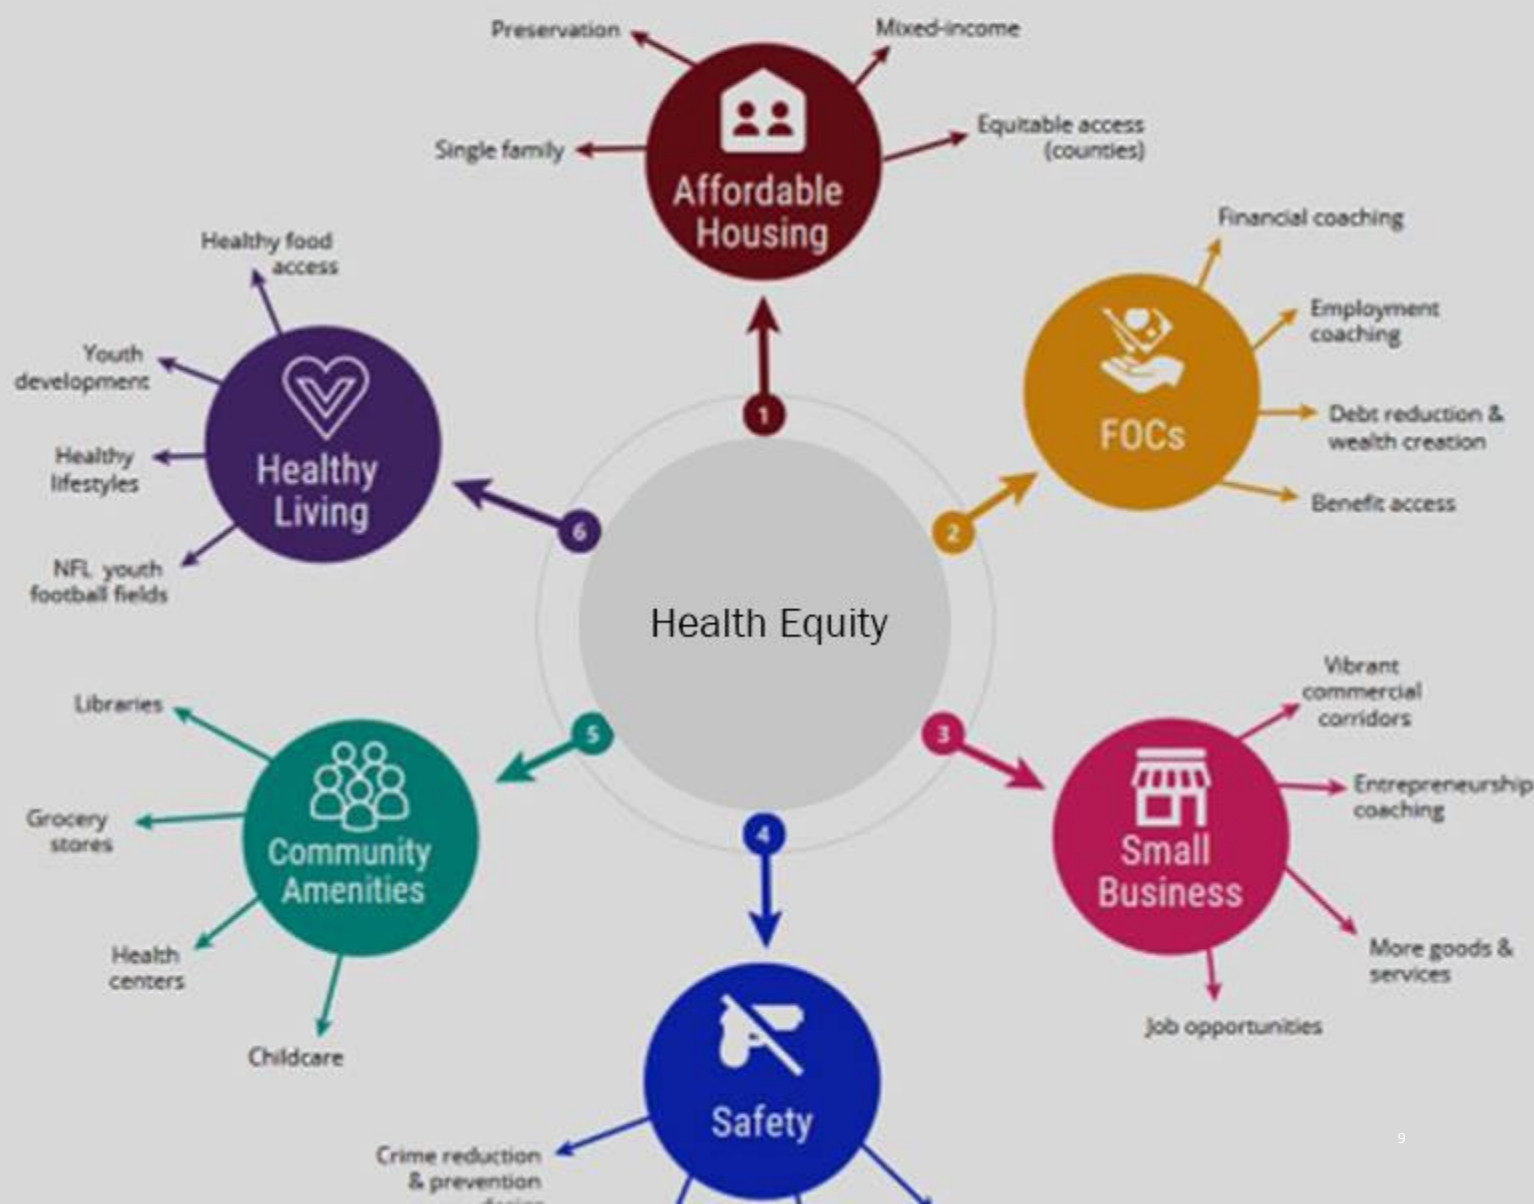 Preservation
Mixed-income
Single family
Equitable access
(counties)
Affordable
Housing
1
Financial coaching
Employment
coaching
Debt reduction &
wealth creation
Benefit access
FOCs
2
Vibrant
commercial
corridors
Entrepreneurship
coaching
More goods &
services
Job opportunities
Small
Business
3
4
Safety
Crime reduction
& prevention
design
5
Community
Amenities
Libraries
Grocery
stores
Health
centers
Childcare
6
Healthy
Living
Healthy food
access
Youth
development
Healthy
lifestyles
NFL youth
football fields
Health Equity
9